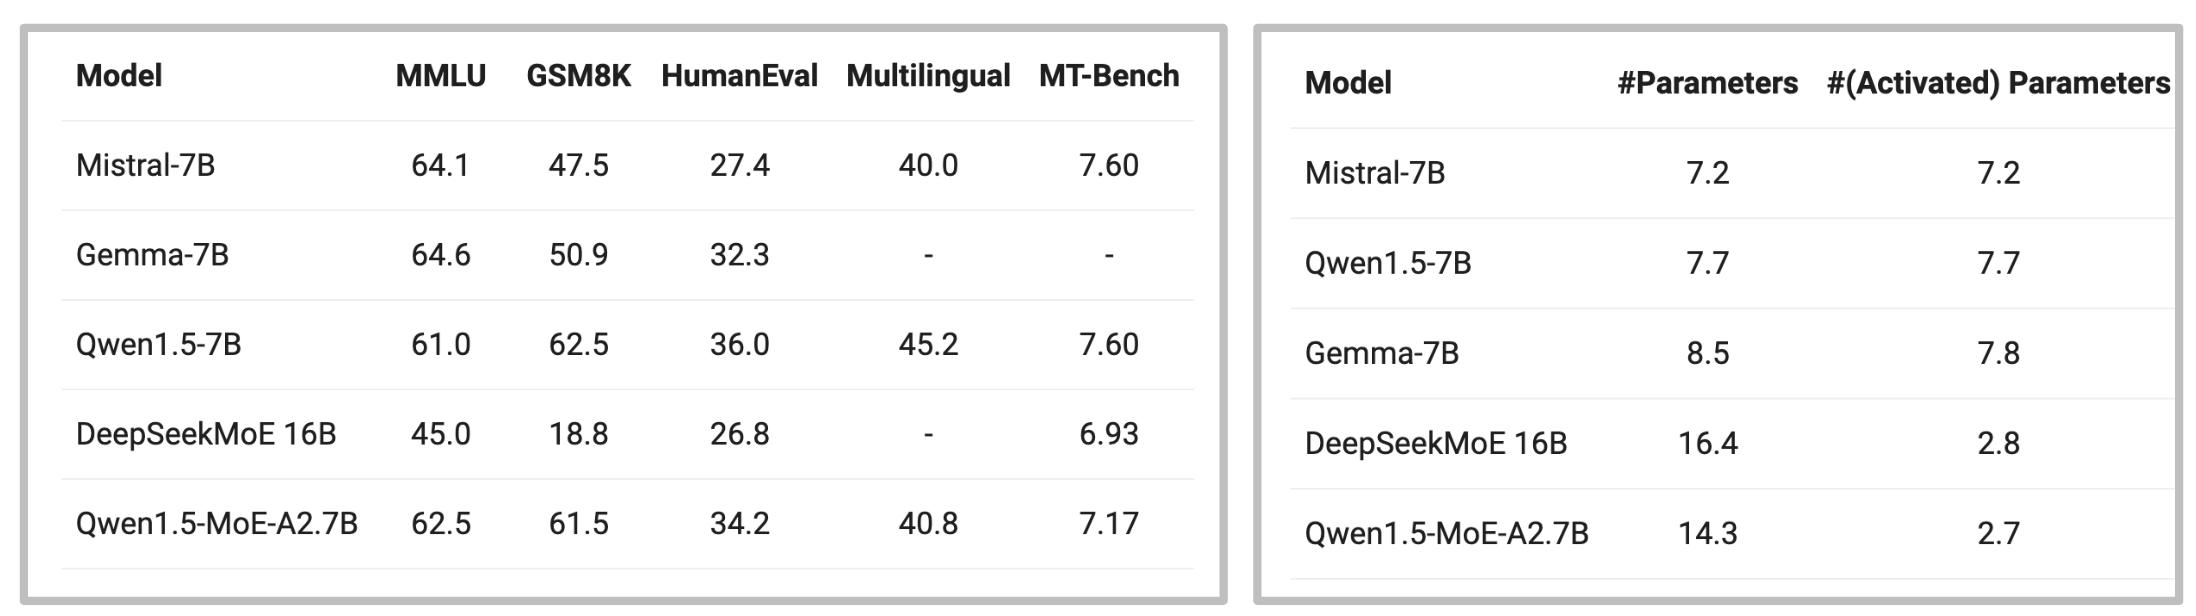 Model MMLU GSM8K HumanEval Multilingual MT-Bench
Mistral-7B 64.1 47.5 27.4 40.0 7.60
Gemma-7B 64.6 50.9 32.3 - -
Qwen1.5-7B 61.0 62.5 36.0 45.2 7.60
DeepSeekMoE 16B 45.0 18.8 26.8 - 6.93
Qwen1.5-MoE-A2.7B 62.5 61.5 34.2 40.8 7.17
Model #Parameters #(Activated) Parameters
Mistral-7B 7.2 7.2
Qwen1.5-7B 7.7 7.7
Gemma-7B 8.5 7.8
DeepSeekMoE 16B 16.4 2.8
Qwen1.5-MoE-A2.7B 14.3 2.7